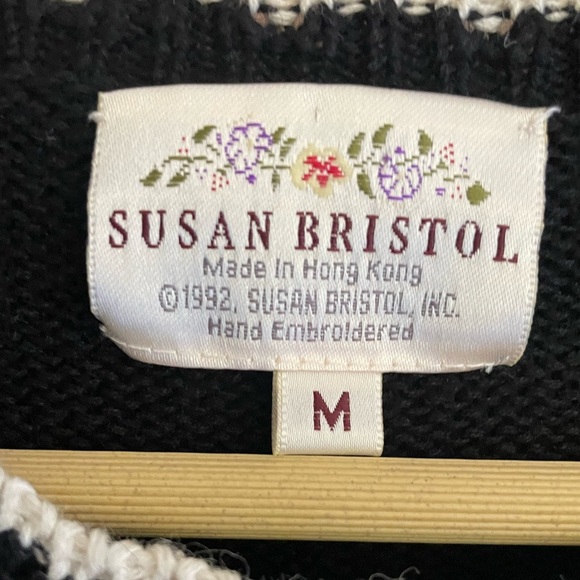 SUSAN BRISTOL
Made In Hong Kong
©1992, SUSAN BRISTOL, INC.
Hand Embroidered
M